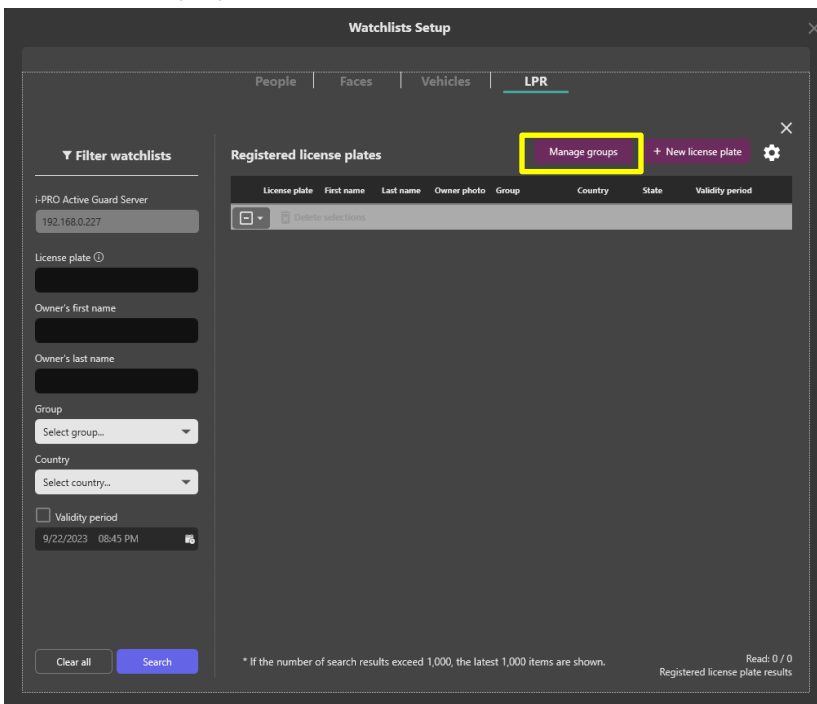 Watchlists Setup
People Faces Vehicles LPR
Filter watchlists
i-PRO Active Guard Server
192.168.0.227
License plate
Owner's first name
Owner's last name
Group
Select group...
Country
Select country...
Validity period
9/22/2023 08:45 PM
Clear all Search
Registered license plates
Manage groups
+ New license plate
License plate First name Last name Owner photo Group Country State Validity period
Delete selections
* If the number of search results exceed 1,000, the latest 1,000 items are shown.
Read: 0 / 0
Registered license plate results